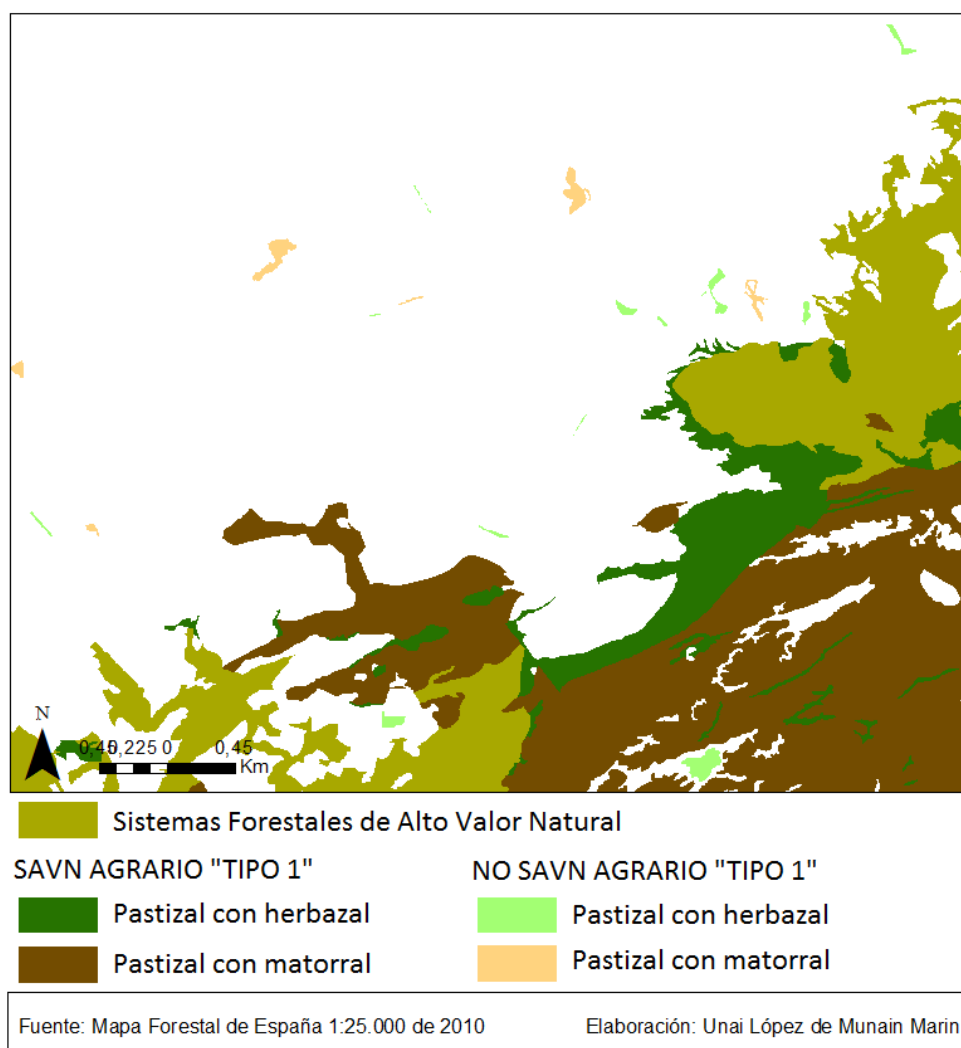 N
0,45 0,225 0 0,45
Km
Sistemas Forestales de Alto Valor Natural
SAVN AGRARIO "TIPO 1"
NO SAVN AGRARIO "TIPO 1"
Pastizal con herbazal
Pastizal con herbazal
Pastizal con matorral
Pastizal con matorral
Fuente: Mapa Forestal de España 1:25.000 de 2010
Elaboración: Unai López de Munain Marin